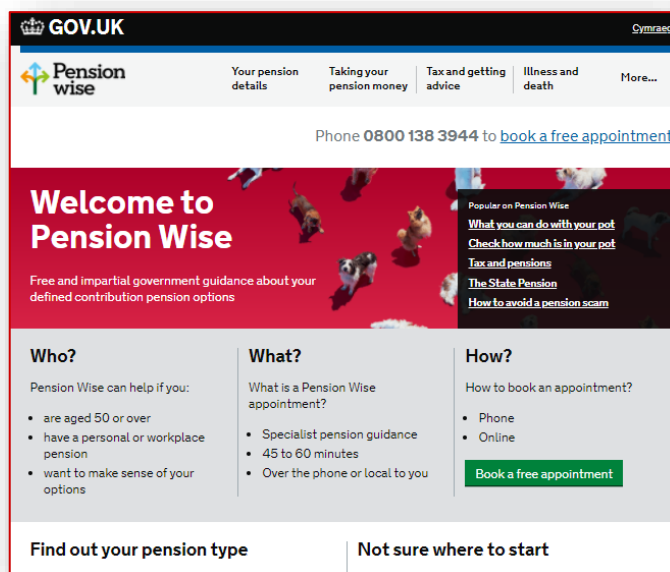 GOV.UK
Cymraeg
Pension
wise
Your pension
details
Taking your
pension money
Tax and getting
advice
Illness and
death
More...
Phone 0800 138 3944 to book a free appointment
Welcome to
Pension Wise
Free and impartial government guidance about your
defined contribution pension options
Popular on Pension Wise
What you can do with your pot
Check how much is in your pot
Tax and pensions
The State Pension
How to avoid a pension scam
Who?
Pension Wise can help if you:
• are aged 50 or over
• have a personal or workplace
pension
• want to make sense of your
options
What?
What is a Pension Wise
appointment?
• Specialist pension guidance
• 45 to 60 minutes
• Over the phone or local to you
How?
How to book an appointment?
• Phone
• Online
Book a free appointment
Find out your pension type
Not sure where to start